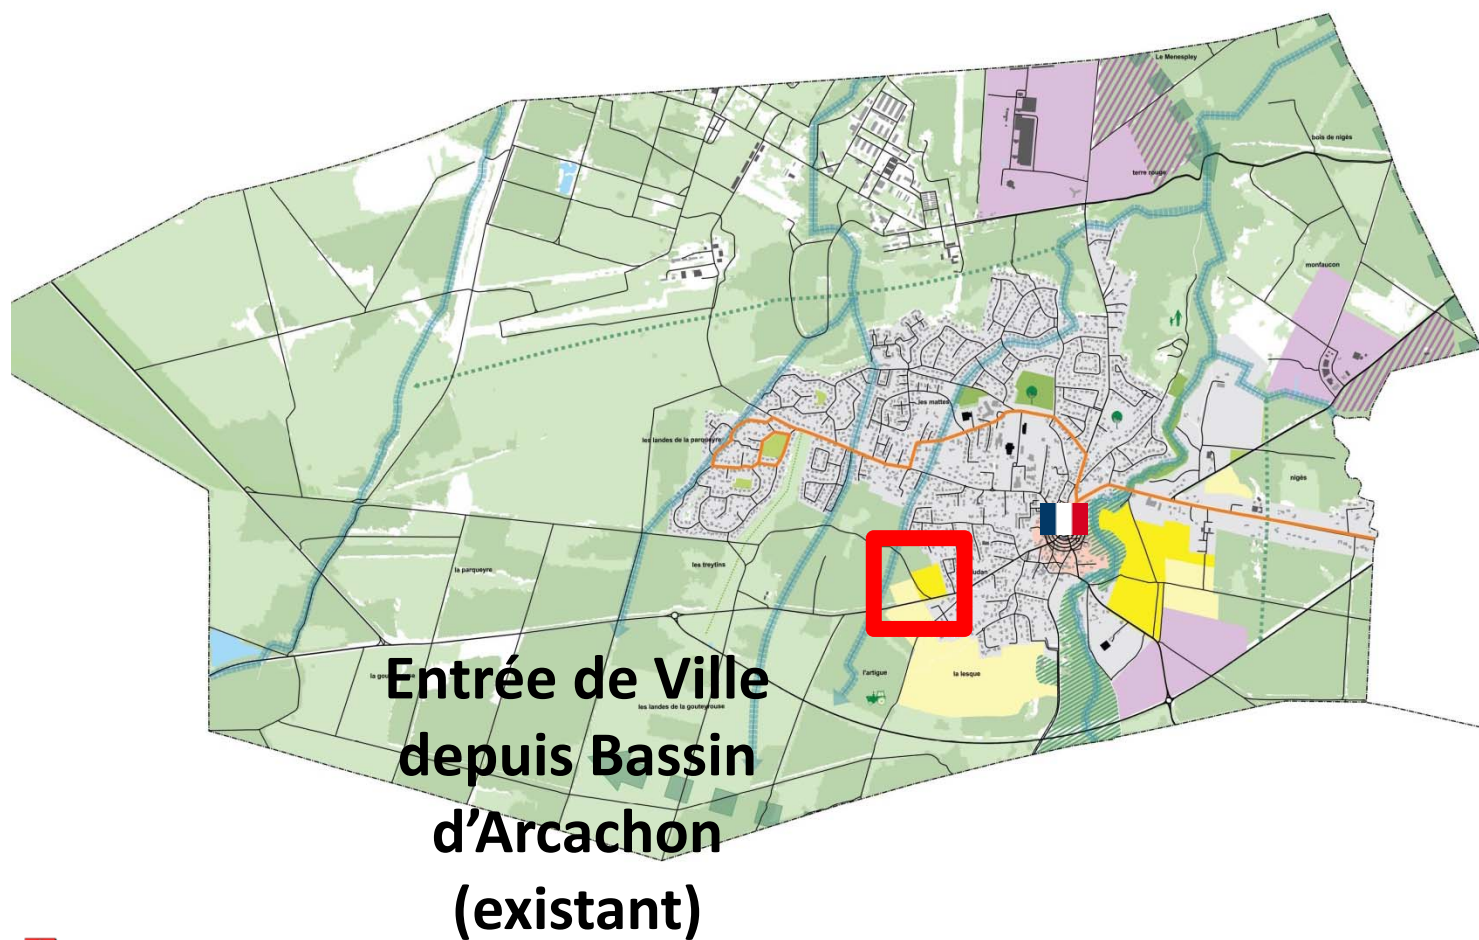 Le Menespley
bois de nigès
terre rouge
monfaucon
les mattes
les landes de la parqueyre
nigès
la parqueyre
les treytins
l'artigue
la lesque
les landes de la gouteyrouse
Entrée de Ville
depuis Bassin
d’Arcachon
(existant)